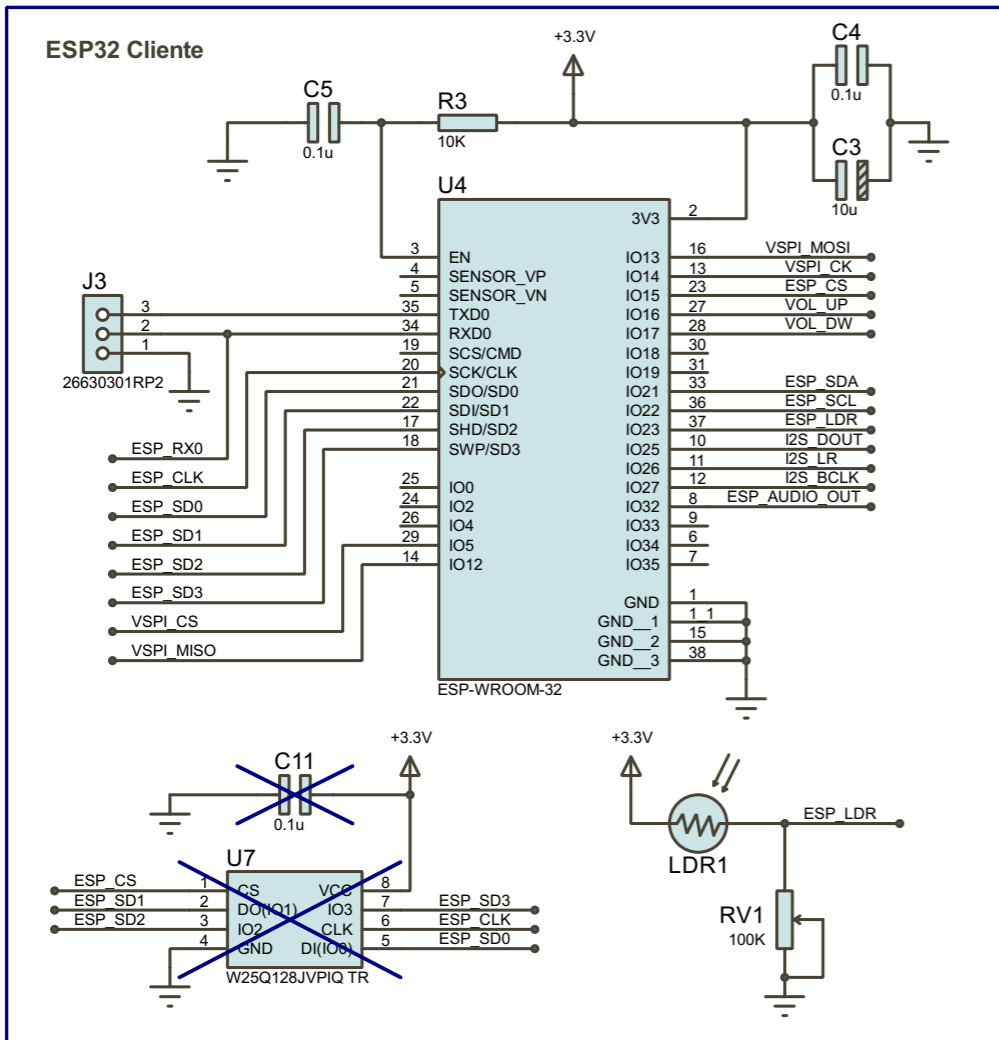 ESP32 Cliente
+3.3V
C4
0.1u
C5
0.1u
R3
10K
C3
10u
U4
3V3 2
3 EN
4 SENSOR_VP
5 SENSOR_VN
35 TXD0
34 RXD0
19 SCS/CMD
20 SCK/CLK
21 SDO/SD0
22 SDI/SD1
17 SHD/SD2
18 SWP/SD3
25 IO0
24 IO2
26 IO4
29 IO5
14 IO12
IO13 16 VSPI_MOSI
IO14 13 VSPI_CK
IO15 23 ESP_CS
IO16 27 VOL_UP
IO17 28 VOL_DW
IO18 30
IO19 31
IO21 33 ESP_SDA
IO22 36 ESP_SCL
IO23 37 ESP_LDR
IO25 10 I2S_DOUT
IO26 11 I2S_LR
IO27 12 I2S_BCLK
IO32 8 ESP_AUDIO_OUT
IO33 9
IO34 6
IO35 7
GND 1
GND__1 1_1
GND__2 15
GND__3 38
ESP-WROOM-32
J3
3
2
1
26630301RP2
ESP_RX0
ESP_CLK
ESP_SD0
ESP_SD1
ESP_SD2
ESP_SD3
VSPI_CS
VSPI_MISO
+3.3V
C11
0.1u
U7
ESP_CS 1 CS
ESP_SD1 2 DO(IO1)
ESP_SD2 3 IO2
4 GND
VCC 8
IO3 7 ESP_SD3
CLK 6 ESP_CLK
DI(IO0) 5 ESP_SD0
W25Q128JVPIQ TR
+3.3V
LDR1
ESP_LDR
RV1
100K